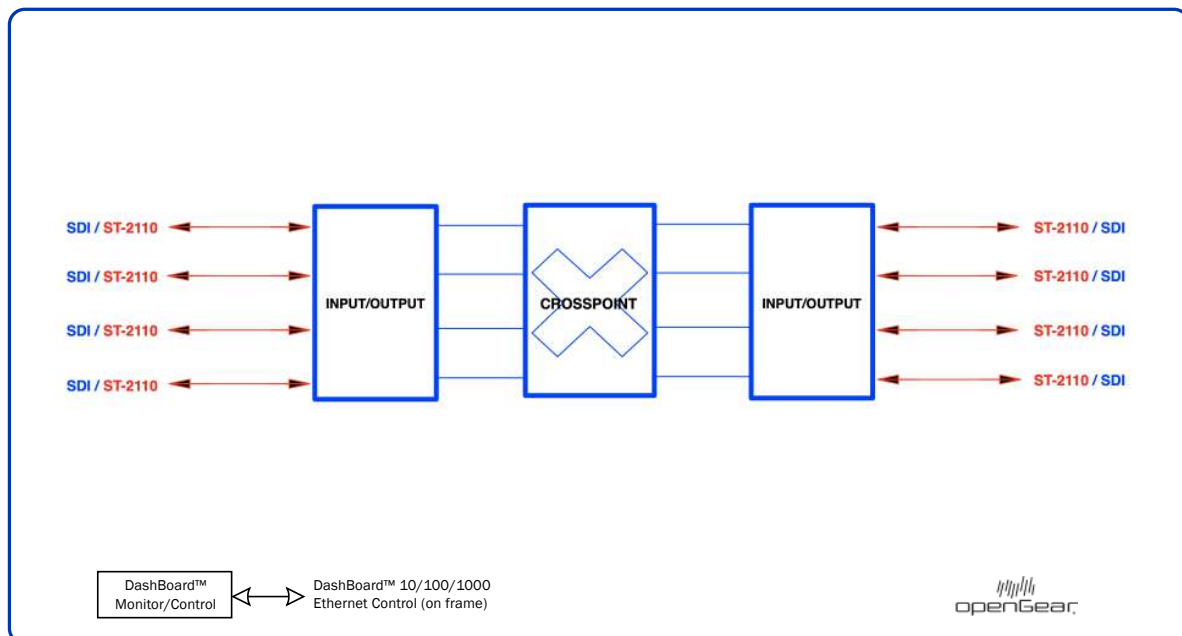 SDI / ST-2110
SDI / ST-2110
SDI / ST-2110
SDI / ST-2110
INPUT/OUTPUT
CROSSPOINT
INPUT/OUTPUT
ST-2110 / SDI
ST-2110 / SDI
ST-2110 / SDI
ST-2110 / SDI
DashBoard™
Monitor/Control
DashBoard™ 10/100/1000
Ethernet Control (on frame)
openGear